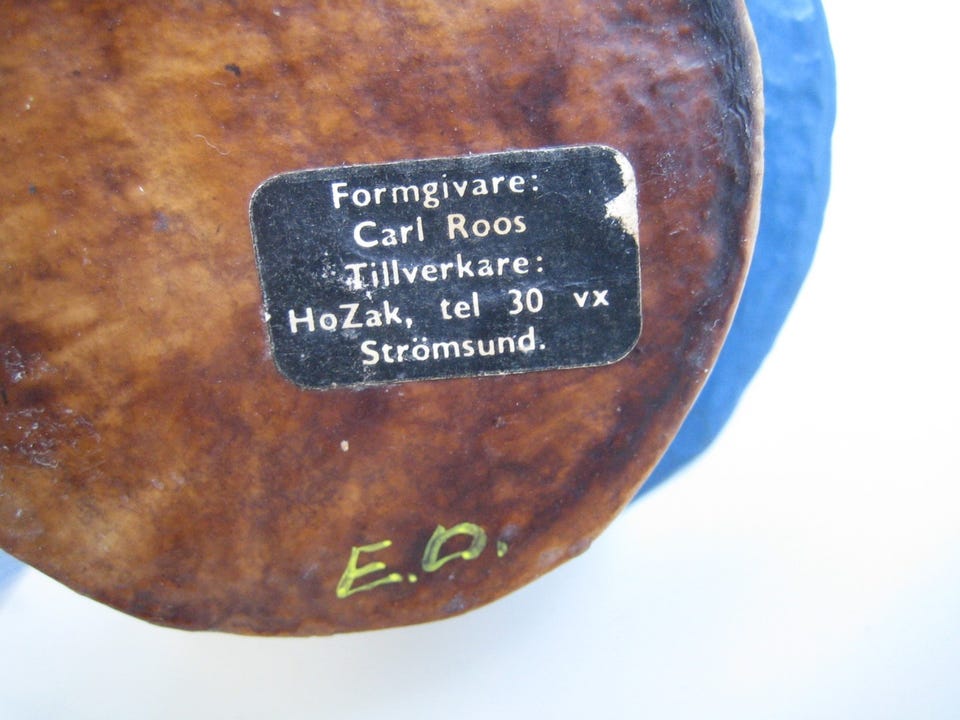 Formgivare:
Carl Roos
Tillverkare:
HoZak, tel 30 vx
Strömsund.
E.D.